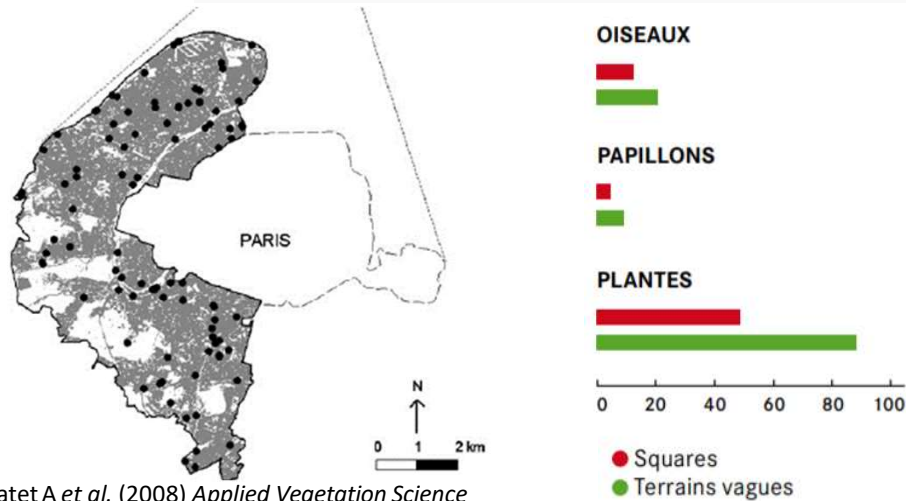 PARIS
N
0 1 2 km
atet A et al. (2008) Applied Vegetation Science
OISEAUX
PAPILLONS
PLANTES
0 20 40 60 80 100
Squares
Terrains vagues